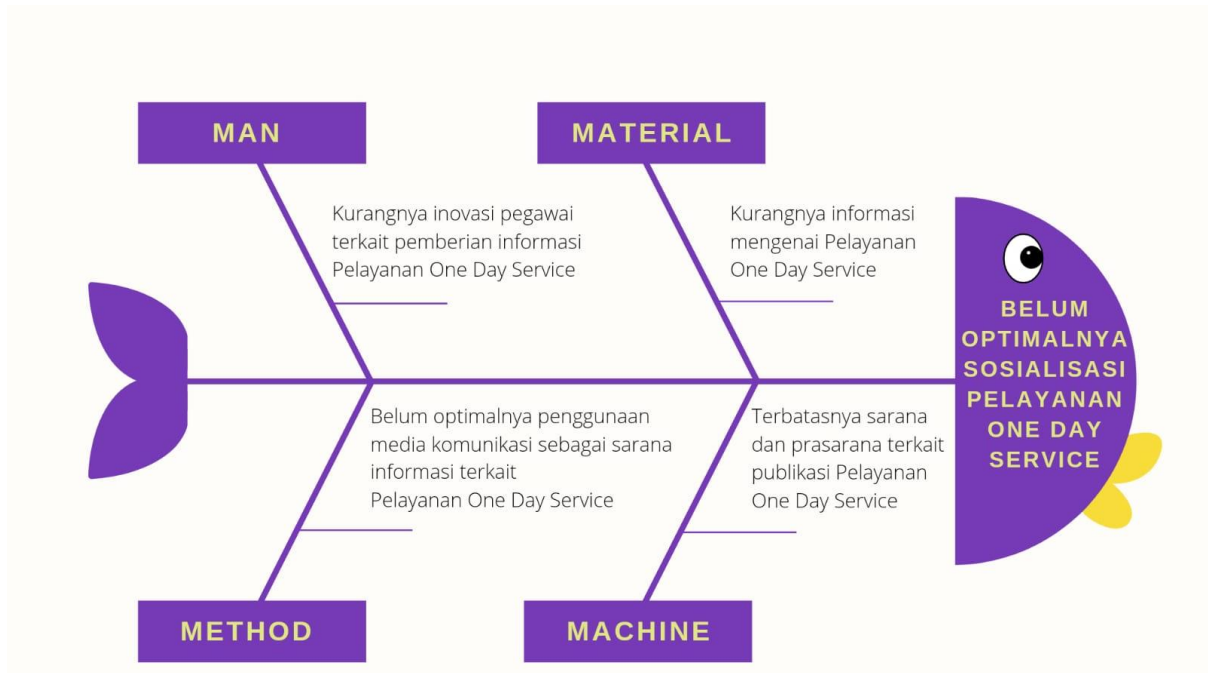 MAN
Kurangnya inovasi pegawai
terkait pemberian informasi
Pelayanan One Day Service
MATERIAL
Kurangnya informasi
mengenai Pelayanan
One Day Service
Belum optimalnya penggunaan
media komunikasi sebagai sarana
informasi terkait
Pelayanan One Day Service
METHOD
Terbatasnya sarana
dan prasarana terkait
publikasi Pelayanan
One Day Service
MACHINE
BELUM
OPTIMALNYA
SOSIALISASI
PELAYANAN
ONE DAY
SERVICE